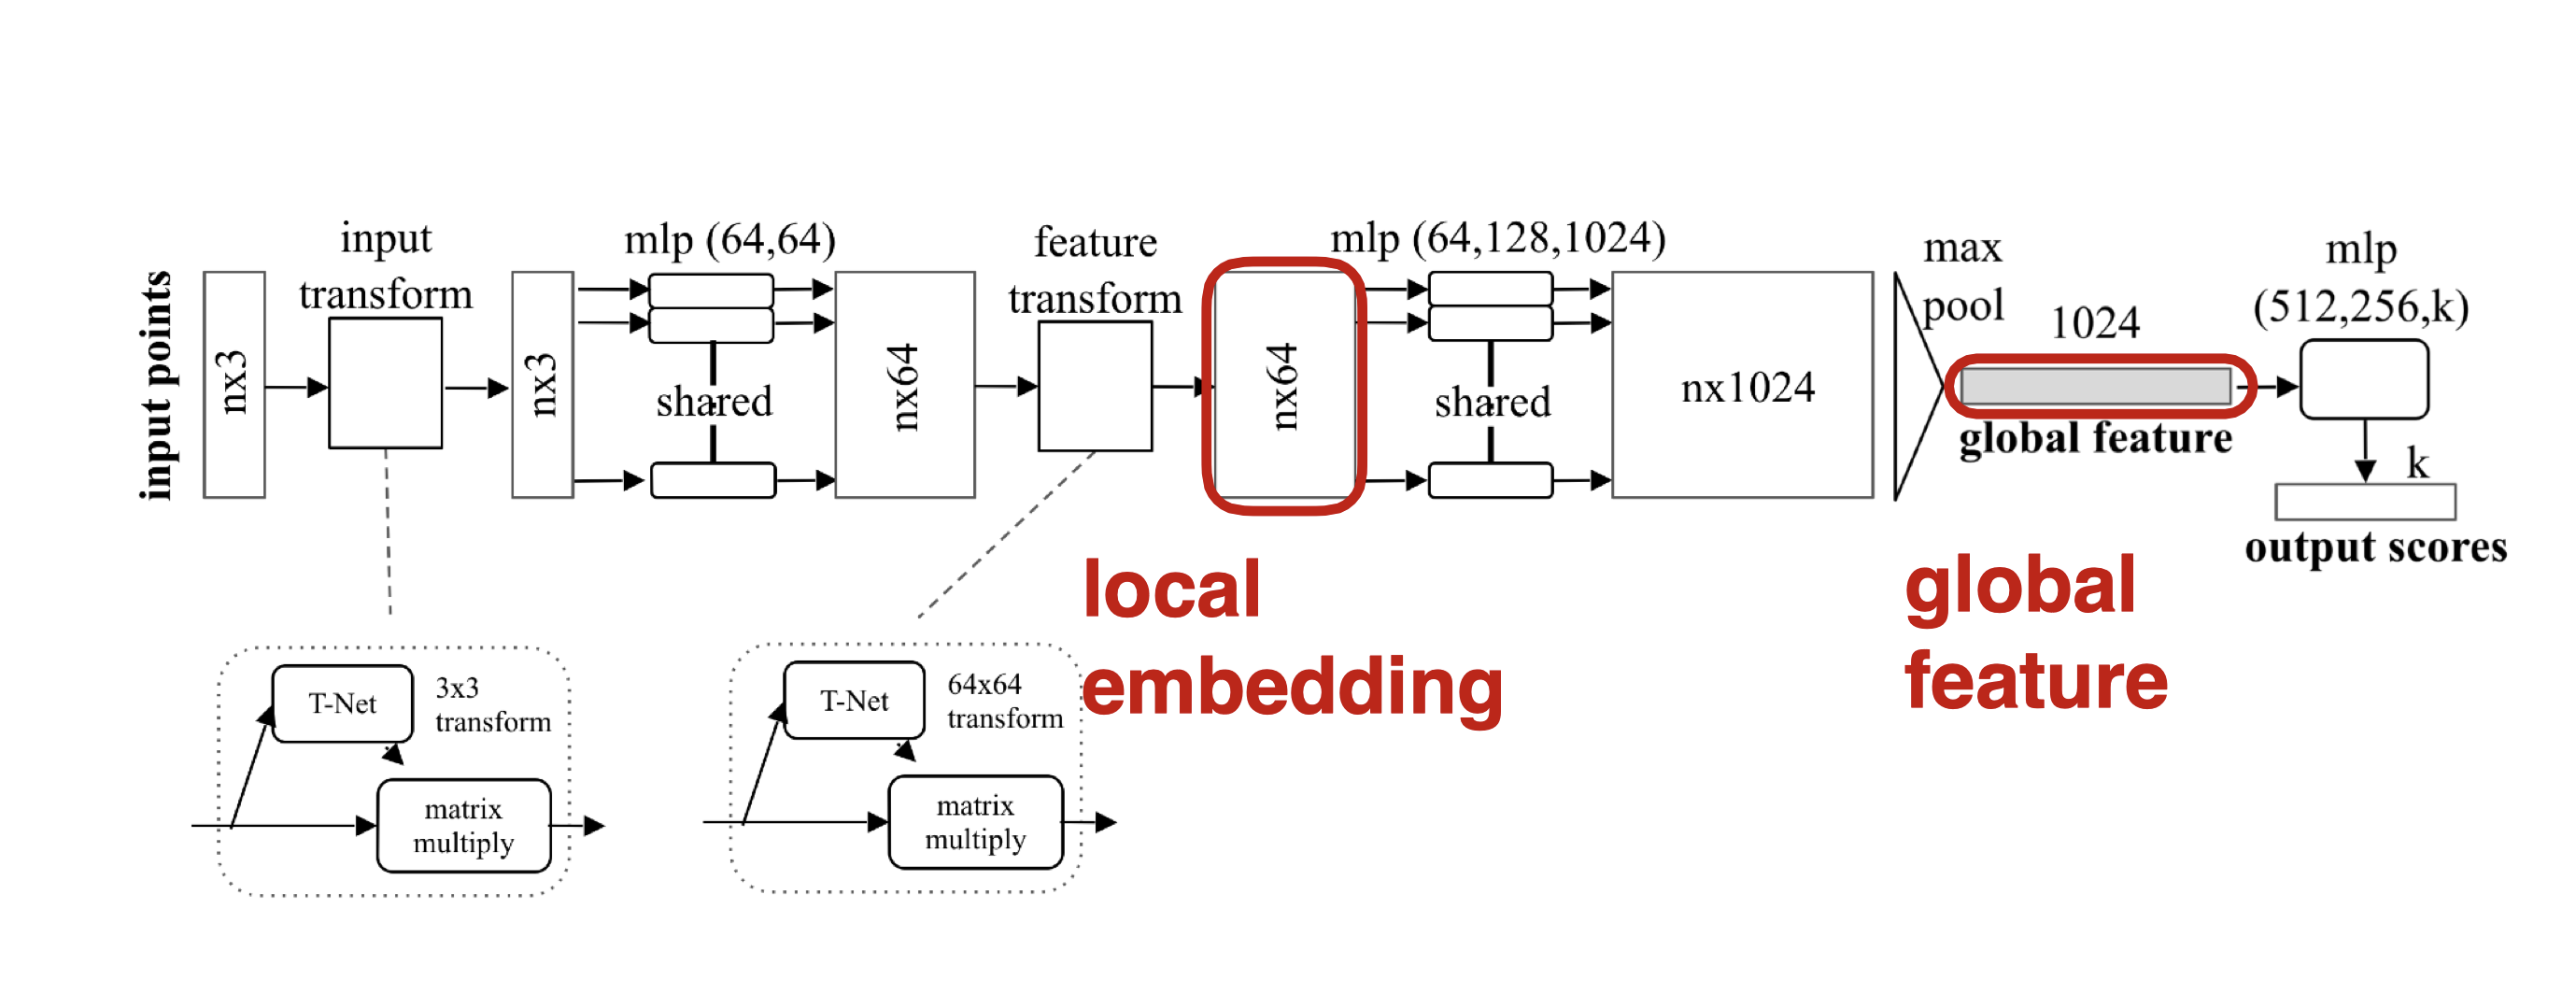 input points
nx3
input
transform
nx3
mlp (64,64)
shared
nx64
feature
transform
nx64
mlp (64,128,1024)
shared
nx1024
max
pool
1024
global feature
mlp
(512,256,k)
k
output scores
local
embedding
global
feature
T-Net
3x3
transform
matrix
multiply
T-Net
64x64
transform
matrix
multiply